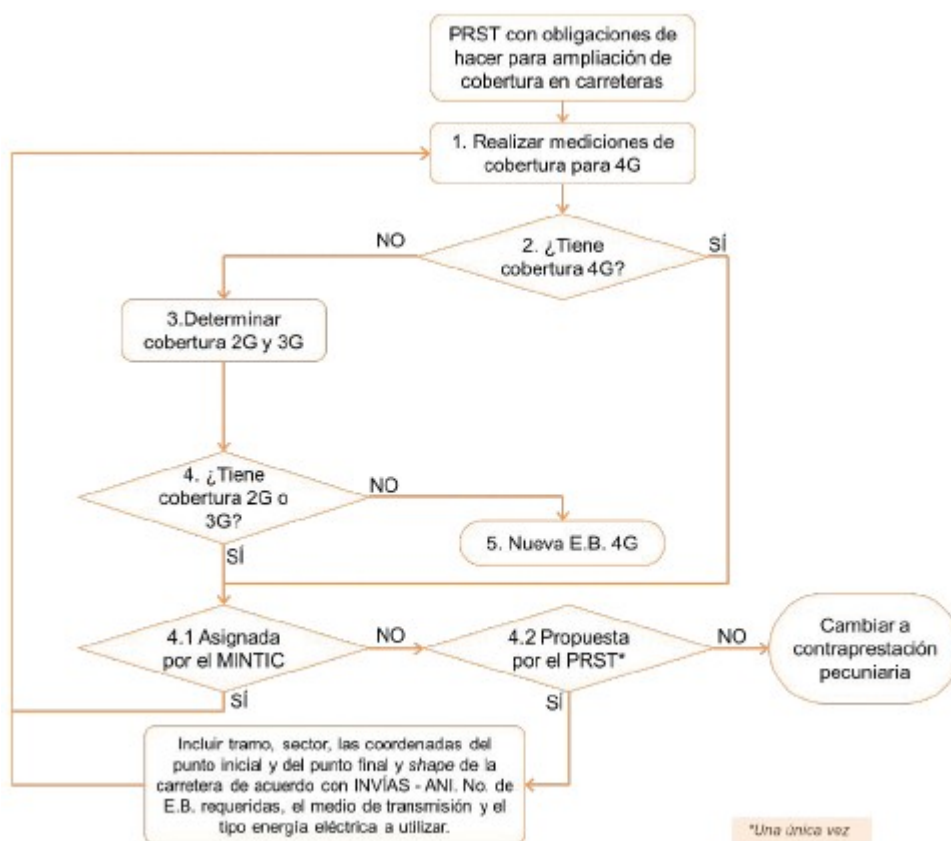 PRST con obligaciones de
hacer para ampliación de
cobertura en carreteras
1. Realizar mediciones de
cobertura para 4G
NO
2. ¿Tiene
cobertura 4G?
SÍ
3.Determinar
cobertura 2G y 3G
4. ¿Tiene
cobertura 2G o
3G?
NO
5. Nueva E.B. 4G
SÍ
4.1 Asignada
por el MINTIC
NO
4.2 Propuesta
por el PRST*
NO
Cambiar a
contraprestación
pecuniaria
SÍ
SÍ
Incluir tramo, sector, las coordenadas del
punto inicial y del punto final y shape de la
carretera de acuerdo con INVÍAS - ANI. No. de
E.B. requeridas, el medio de transmisión y el
tipo energía eléctrica a utilizar.
*Una única vez